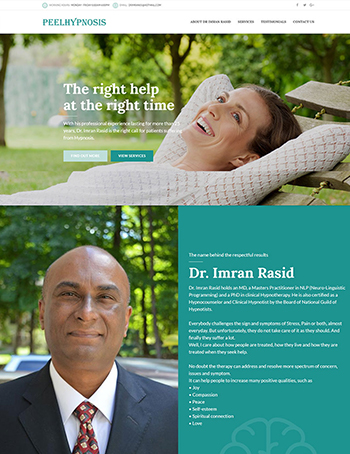 PEELHYPNOSIS
ABOUT DR IMRAN RASID SERVICES TESTIMONIALS CONTACT US
The right help
at the right time
With his professional experience lasting for more than
years, Dr. Imran Rasid is the right call for patients suffering
from Hypnosis.
VIEW SERVICES
The name behind the respectful results
Dr. Imran Rasid
Dr. Imran Rasid holds an MD, a Masters Practitioner in NLP (Neuro-Linguistic
Programming) and a PhD in clinical Hypnotherapy. He is also certified as a
Hypnocounselor and Clinical Hypnotist by the Board of National Guild of
Hypnotists.
Everybody challenges the sign and symptoms of Stress, Pain or both, almost
everyday. But unfortunately, they do not take care of it as they should. And
finally they suffer a lot.
Well, I care about how people are treated, how they live and how they are
treated when they seek help.
No doubt the therapy can address and resolve more spectrum of concern,
issues and symptom.
It can help people to increase many positive qualities, such as
• Joy
• Compassion
• Peace
• Self-esteem
• Spiritual connection
• Love